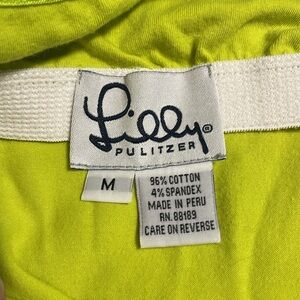 Lilly®
PULITZER
M
96% COTTON
4% SPANDEX
MADE IN PERU
RN. 88189
CARE ON REVERSE